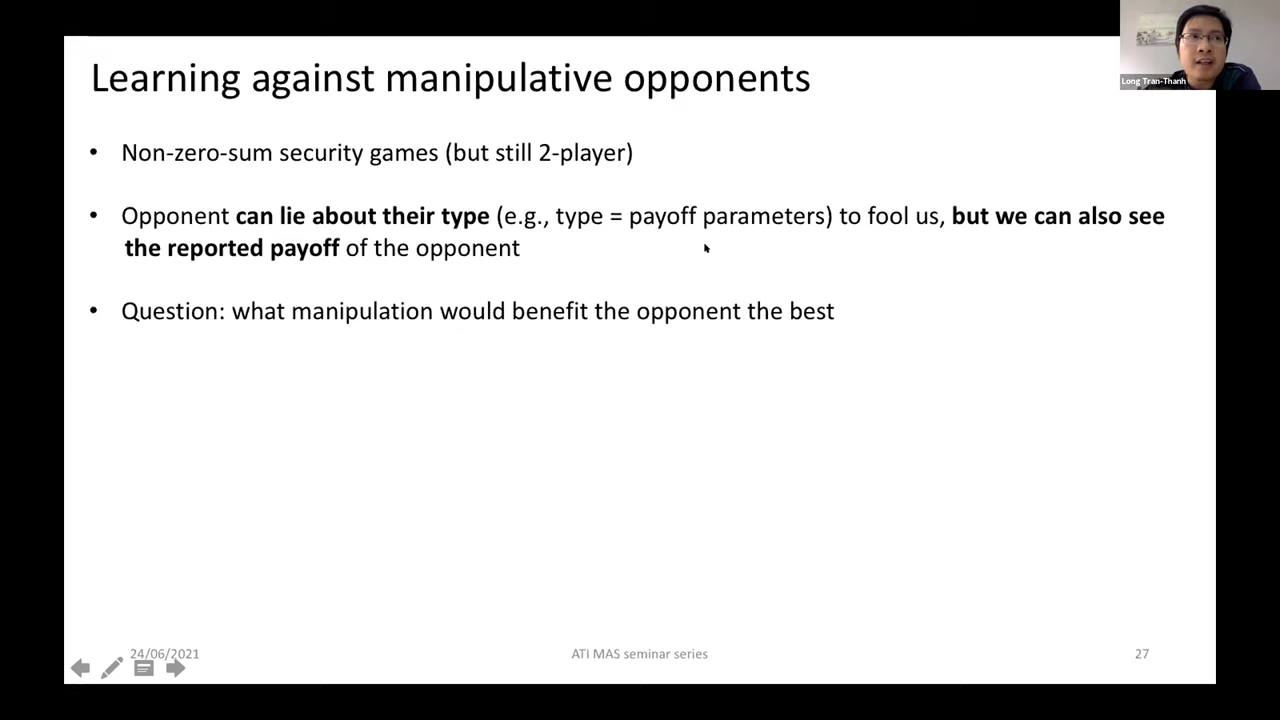 Learning against manipulative opponents
Long Tran-Thanh
• Non-zero-sum security games (but still 2-player)
• Opponent can lie about their type (e.g., type = payoff parameters) to fool us, but we can also see
the reported payoff of the opponent
• Question: what manipulation would benefit the opponent the best
24/06/2021
ATI MAS seminar series
27